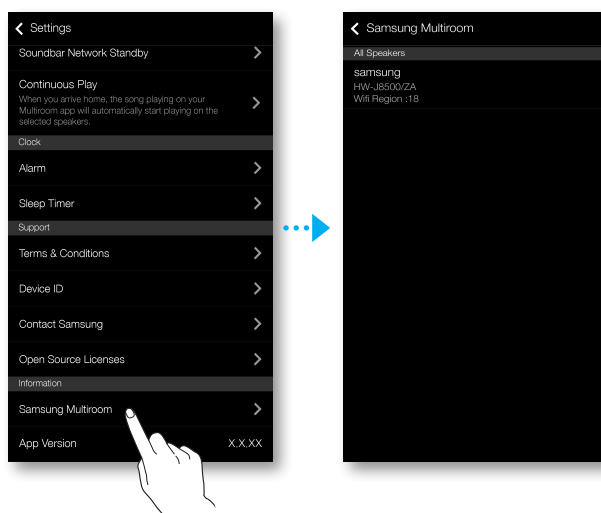 Settings
Soundbar Network Standby
Continuous Play
When you arrive home, the song playing on your
Multiroom app will automatically start playing on the
selected speakers.
Clock
Alarm
Sleep Timer
Support
Terms & Conditions
Device ID
Contact Samsung
Open Source Licenses
Information
Samsung Multiroom
App Version X.X.XX
Samsung Multiroom
All Speakers
samsung
HW-J8500/ZA
Wifi Region :18